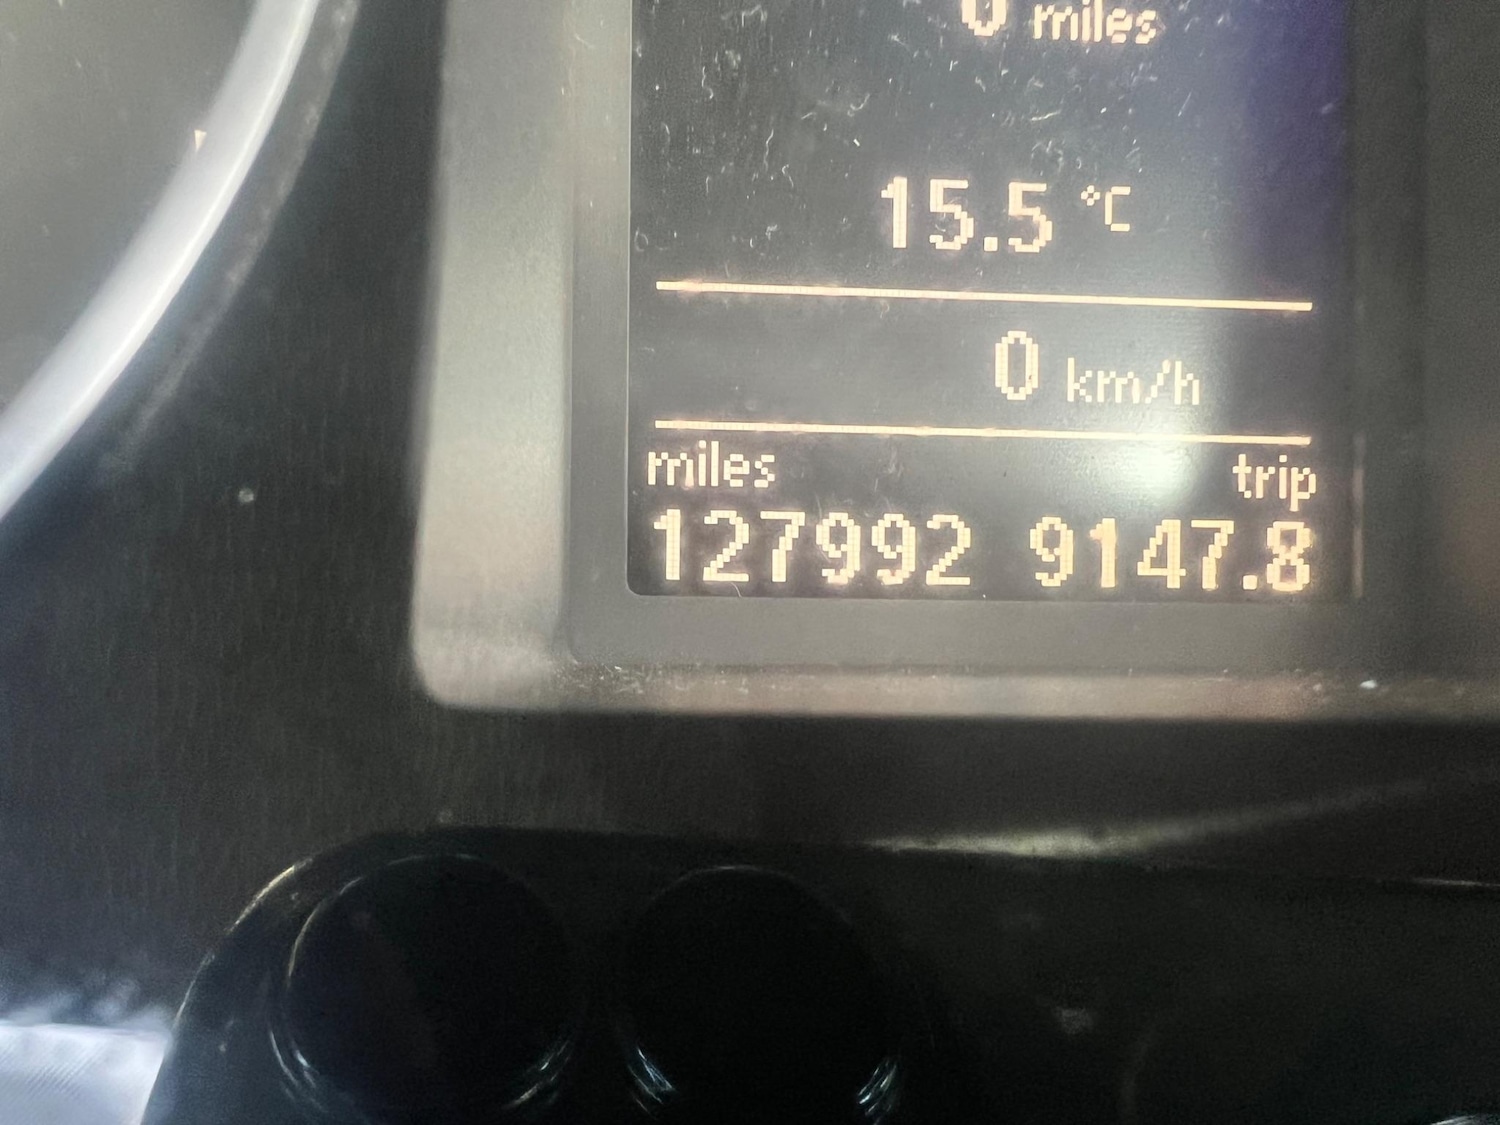 0 miles
15.5 °C
0 km/h
miles trip
127992 9147.8